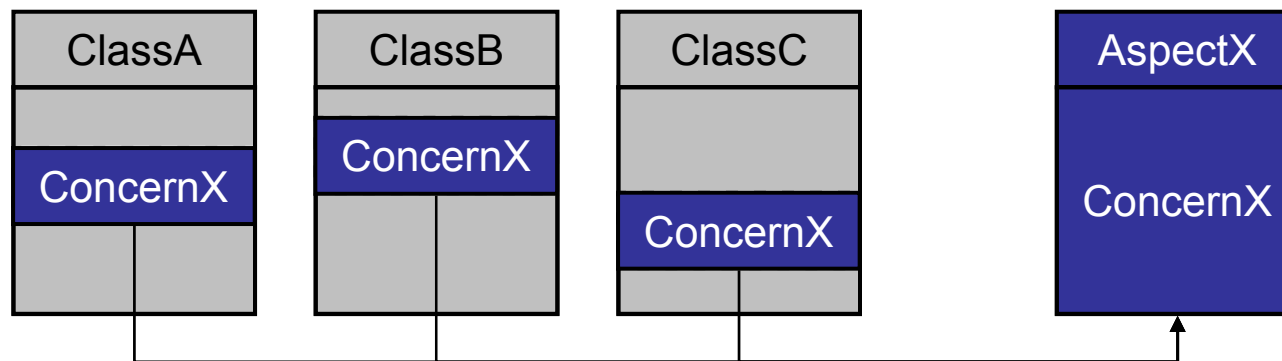 ClassA
ConcernX
ClassB
ConcernX
ClassC
ConcernX
AspectX
ConcernX